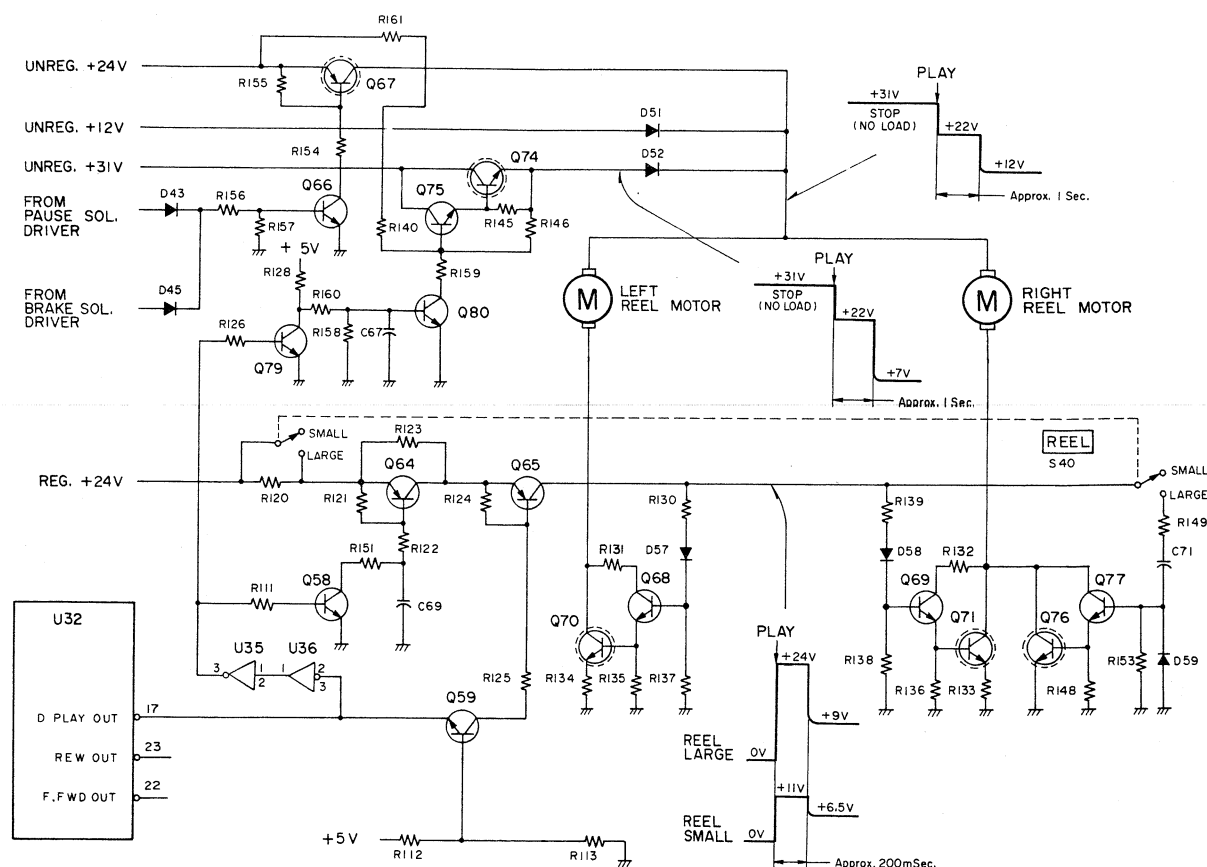 R161
UNREG. +24V
R155
Q67
PLAY
+31V
STOP
(NO LOAD)
+22V
+12V
Approx. 1 Sec.
UNREG. +12V
D51
R154
UNREG. +31V
Q74
D52
FROM
PAUSE SOL.
DRIVER
D43
R156
Q66
Q75
R157
R145
R146
R140
+ 5V
R128
R159
FROM
BRAKE SOL.
DRIVER
D45
R160
R126
R158
C67
Q80
Q79
M
LEFT
REEL MOTOR
PLAY
+31V
STOP
(NO LOAD)
+22V
+7V
Approx. 1 Sec.
M
RIGHT
REEL MOTOR
SMALL
LARGE
R123
Q64
Q65
REEL
S40
REG. +24V
R120
R121
R124
R130
R139
SMALL
LARGE
R149
R122
R151
R131
D57
D58
R132
C71
Q58
C69
Q68
Q69
Q77
R111
Q70
Q71
Q76
U32
U35
U36
3
1
2
1
2
3
R125
R134
R135
R137
R138
R136
R133
R148
R153
D59
PLAY
+24V
+9V
REEL
LARGE
0V
D PLAY OUT
17
Q59
REW OUT
23
F.FWD OUT
22
+11V
+6.5V
REEL
SMALL
0V
+5V
R112
R113
Approx. 200mSec.